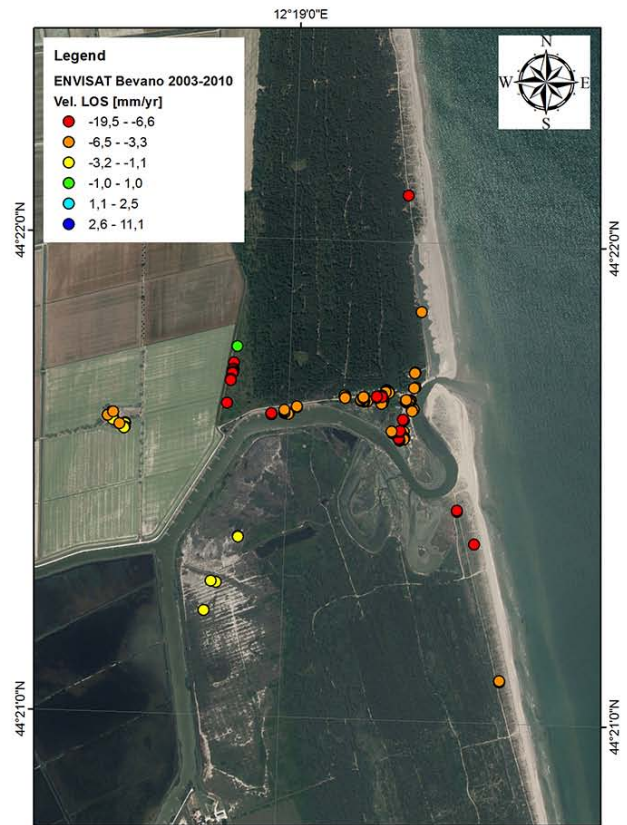 12°19'0"E
Legend
ENVISAT Bevano 2003-2010
Vel. LOS [mm/yr]
-19,5 - -6,6
-6,5 - -3,3
-3,2 - -1,1
-1,0 - 1,0
1,1 - 2,5
2,6 - 11,1
N
W E
S
44°22'0"N
44°22'0"N
44°21'0"N
44°21'0"N